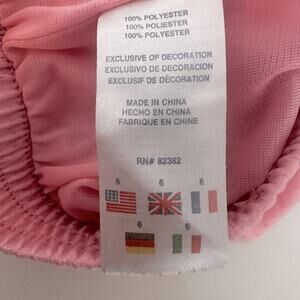 100% POLYESTER
100% POLIESTER
100% POLYESTER
EXCLUSIVE OF DECORATION
EXCLUSIVO DE DECORACION
EXCLUSIF DE DÉCORATION
MADE IN CHINA
HECHO EN CHINA
FABRIQUE EN CHINE
RN# 82382
6 6 6
6 6